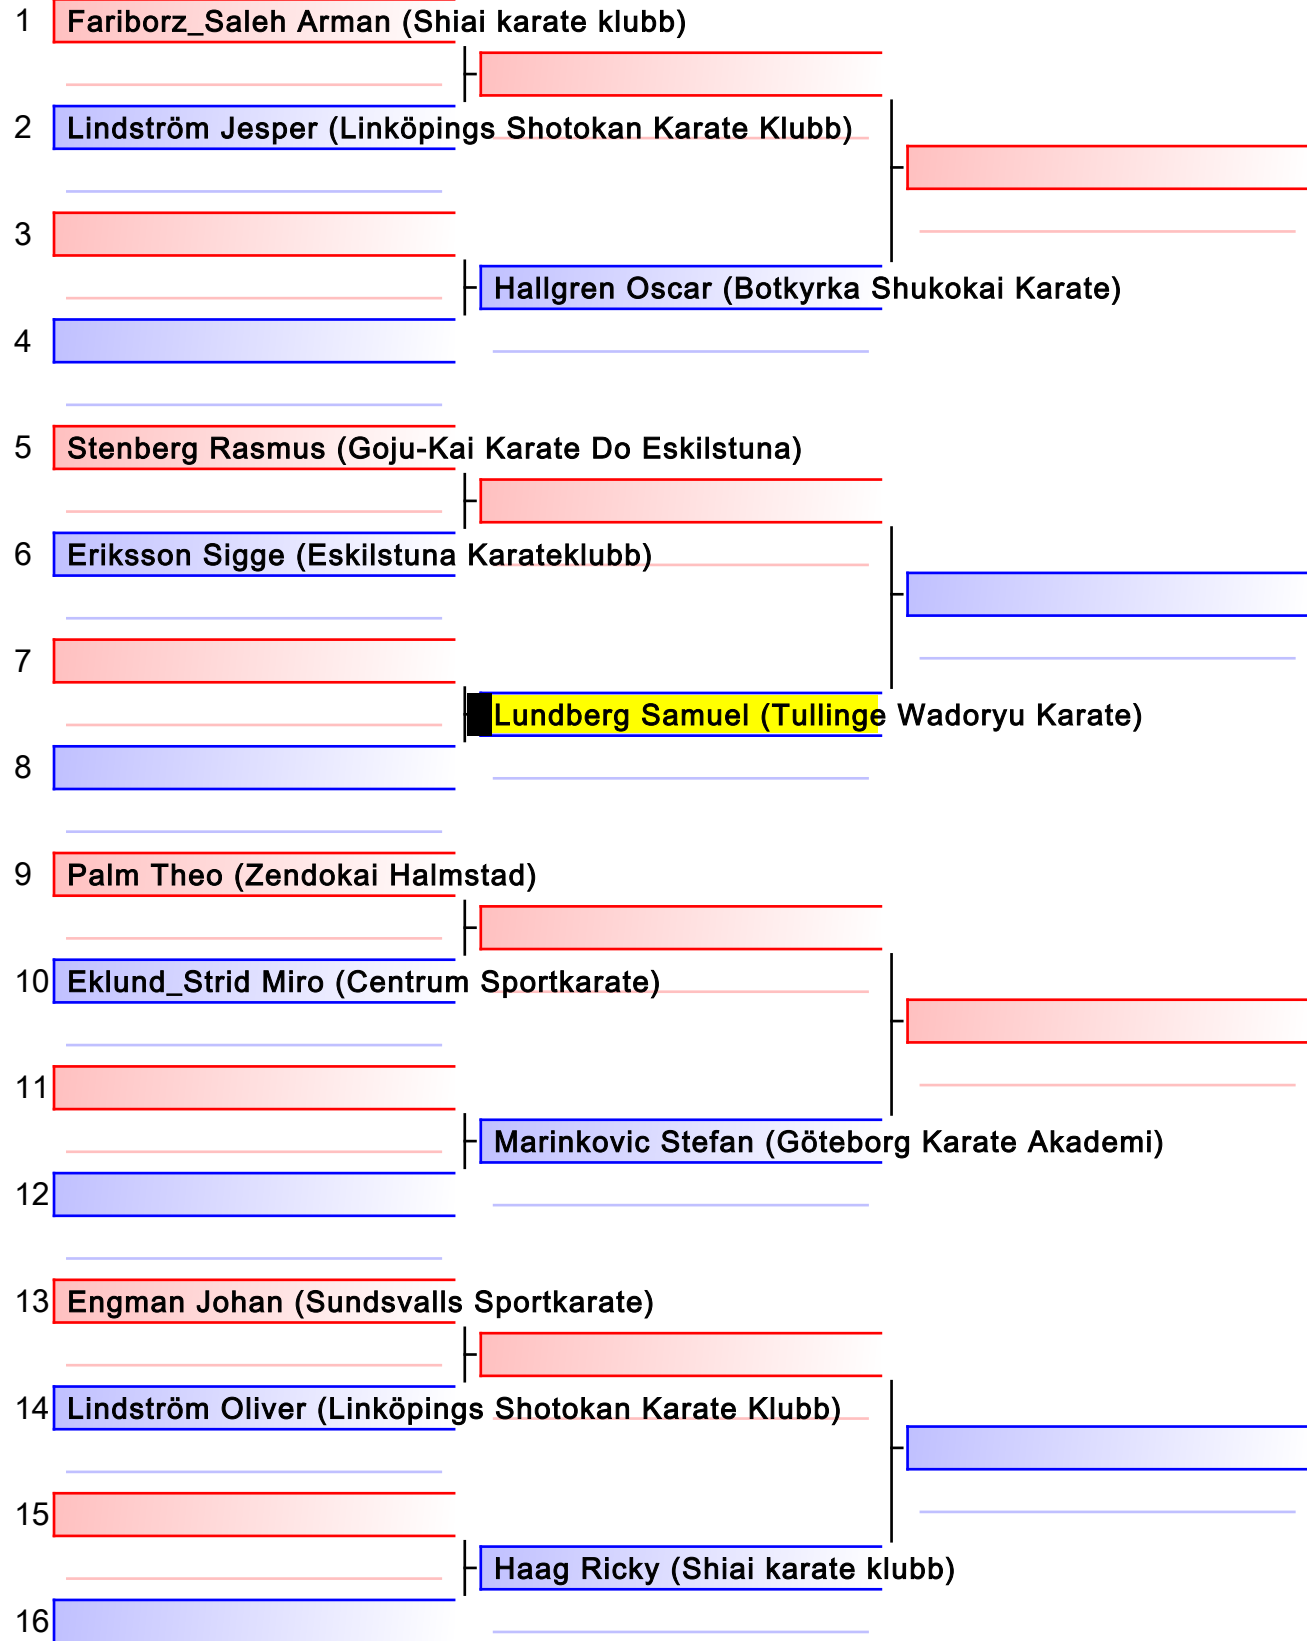 1 Fariborz_Saleh Arman (Shiai karate klubb)
2 Lindström Jesper (Linköpings Shotokan Karate Klubb)
3
Hallgren Oscar (Botkyrka Shukokai Karate)
4
5 Stenberg Rasmus (Goju-Kai Karate Do Eskilstuna)
6 Eriksson Sigge (Eskilstuna Karateklubb)
7
Lundberg Samuel (Tullinge Wadoryu Karate)
8
9 Palm Theo (Zendokai Halmstad)
10 Eklund_Strid Miro (Centrum Sportkarate)
11
Marinkovic Stefan (Göteborg Karate Akademi)
12
13 Engman Johan (Sundsvalls Sportkarate)
14 Lindström Oliver (Linköpings Shotokan Karate Klubb)
15
Haag Ricky (Shiai karate klubb)
16